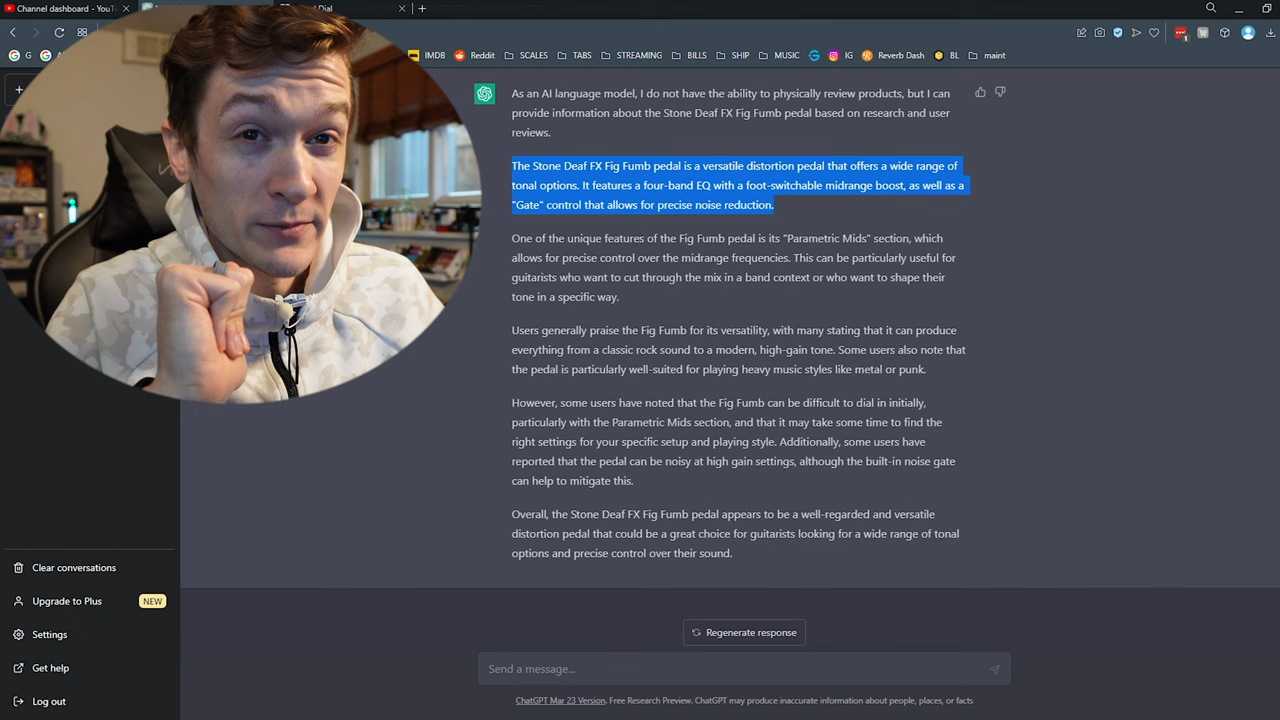 Channel dashboard - YouT
Dial
G
G
IMDB
Reddit
SCALES
TABS
STREAMING
BILLS
SHIP
MUSIC
IG
Reverb Dash
BL
maint
As an AI language model, I do not have the ability to physically review products, but I can
provide information about the Stone Deaf FX Fig Fumb pedal based on research and user
reviews.
The Stone Deaf FX Fig Fumb pedal is a versatile distortion pedal that offers a wide range of
tonal options. It features a four-band EQ with a foot-switchable midrange boost, as well as a
"Gate" control that allows for precise noise reduction.
One of the unique features of the Fig Fumb pedal is its "Parametric Mids" section, which
allows for precise control over the midrange frequencies. This can be particularly useful for
guitarists who want to cut through the mix in a band context or who want to shape their
tone in a specific way.
Users generally praise the Fig Fumb for its versatility, with many stating that it can produce
everything from a classic rock sound to a modern, high-gain tone. Some users also note that
the pedal is particularly well-suited for playing heavy music styles like metal or punk.
However, some users have noted that the Fig Fumb can be difficult to dial in initially,
particularly with the Parametric Mids section, and that it may take some time to find the
right settings for your specific setup and playing style. Additionally, some users have
reported that the pedal can be noisy at high gain settings, although the built-in noise gate
can help to mitigate this.
Overall, the Stone Deaf FX Fig Fumb pedal appears to be a well-regarded and versatile
distortion pedal that could be a great choice for guitarists looking for a wide range of tonal
options and precise control over their sound.
Clear conversations
Upgrade to Plus
NEW
Settings
Get help
Log out
Regenerate response
Send a message...
ChatGPT Mar 23 Version. Free Research Preview. ChatGPT may produce inaccurate information about people, places, or facts